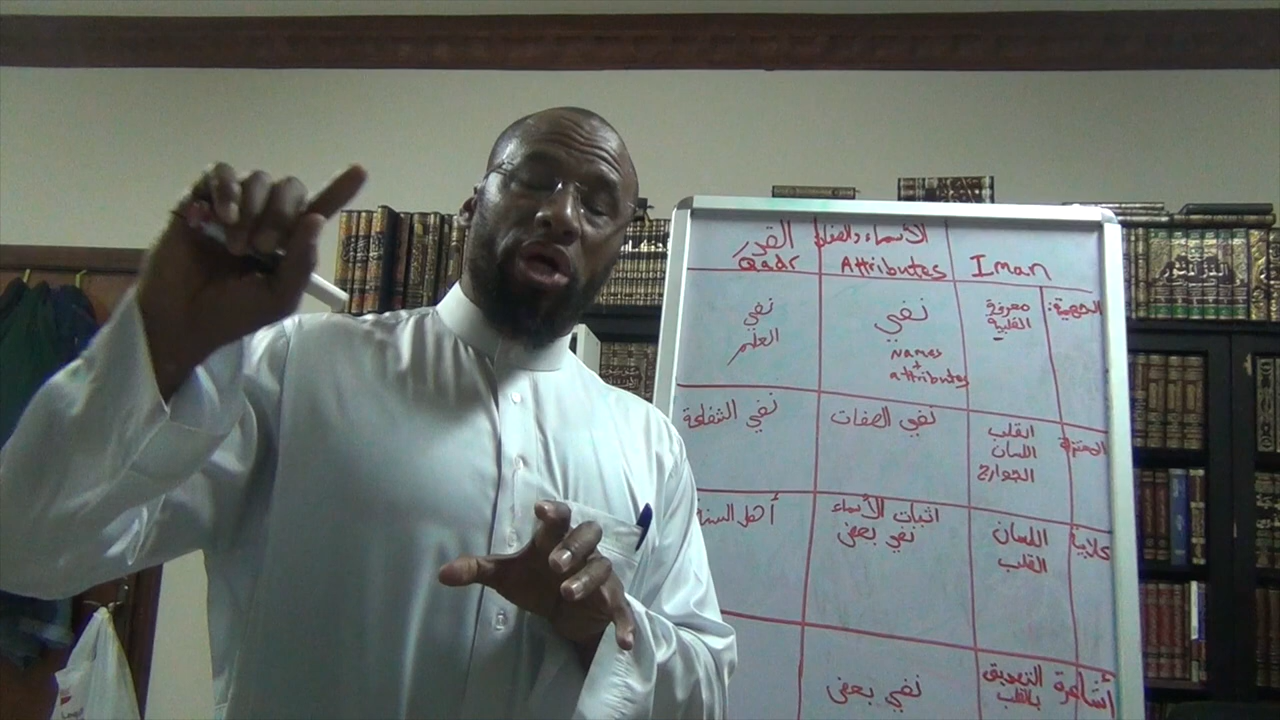 الأسماء والصفات القدر
Iman Attributes Qadr
الجهمية: معرفة القلبية نفي Names + attributes نفي العلم
المعتزلة القلب اللسان الجوارح نفي الصفات نفي
كلابية اللسان القلب اثبات الأسماء نفي بعض أهل السنة
أشاعرة التصديق بالقلب نفي بعض